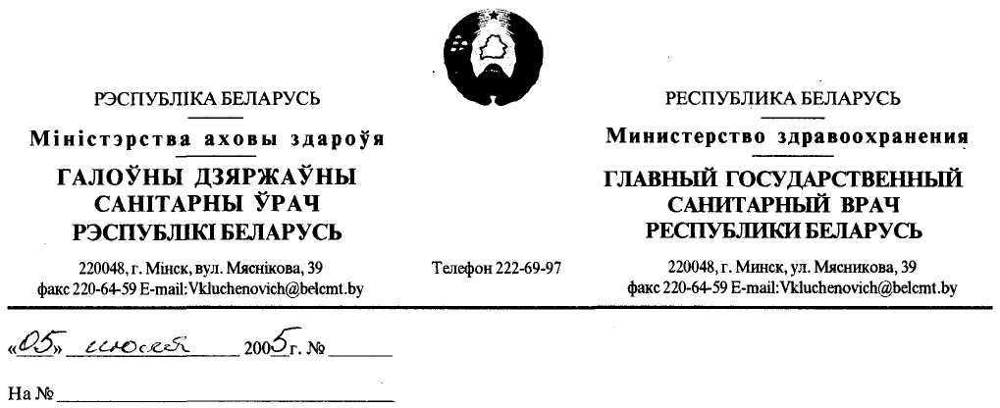 РЭСПУБЛІКА БЕЛАРУСЬ
Міністэрства аховы здароўя
ГАЛОЎНЫ ДЗЯРЖАЎНЫ
САНІТАРНЫ ЎРАЧ
РЭСПУБЛІКІ БЕЛАРУСЬ
220048, г. Мінск, вул. Мяснікова, 39
факс 220-64-59 E-mail:Vkluchenovich@belcmt.by
Телефон 222-69-97
РЕСПУБЛИКА БЕЛАРУСЬ
Министерство здравоохранения
ГЛАВНЫЙ ГОСУДАРСТВЕННЫЙ
САНИТАРНЫЙ ВРАЧ
РЕСПУБЛИКИ БЕЛАРУСЬ
220048, г. Минск, ул. Мясникова, 39
факс 220-64-59 E-mail:Vkluchenovich@belcmt.by
«05» июля 2005г. №
На №